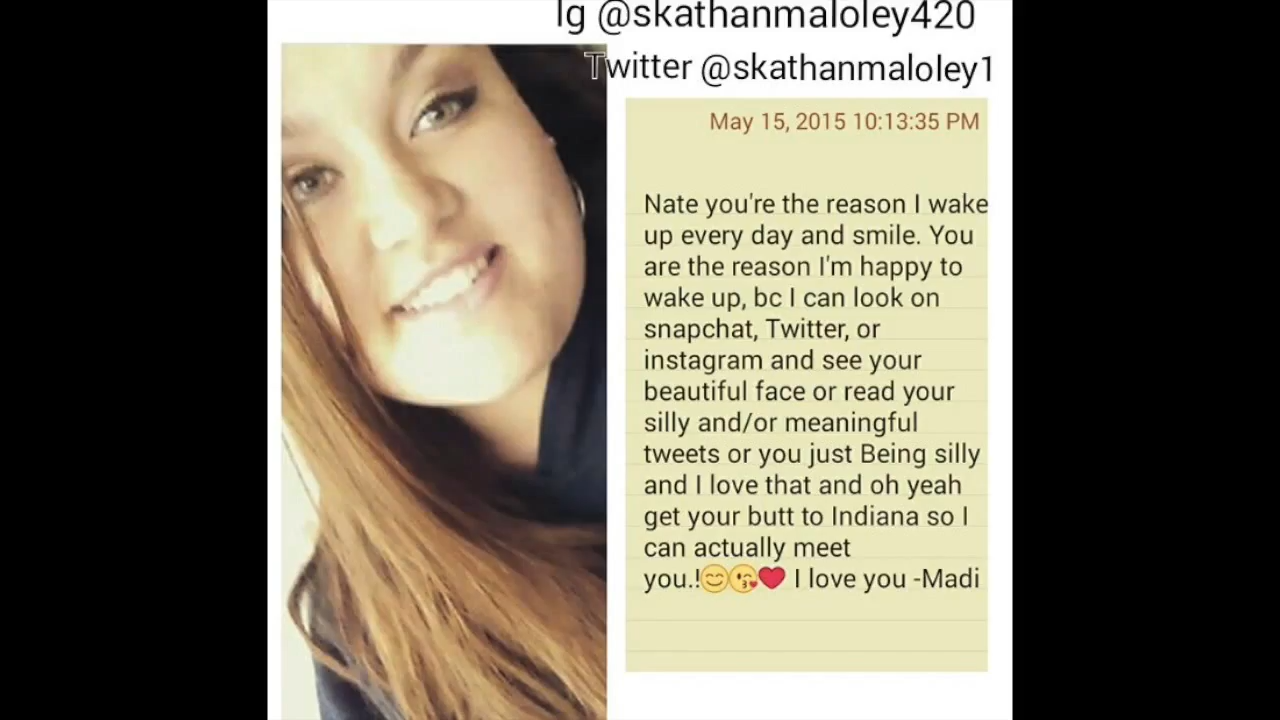 Ig @skathanmaloley420
Twitter @skathanmaloley1
May 15, 2015 10:13:35 PM
Nate you're the reason I wake
up every day and smile. You
are the reason I'm happy to
wake up, bc I can look on
snapchat, Twitter, or
instagram and see your
beautiful face or read your
silly and/or meaningful
tweets or you just Being silly
and I love that and oh yeah
get your butt to Indiana so I
can actually meet
you.!😊😘❤ I love you -Madi